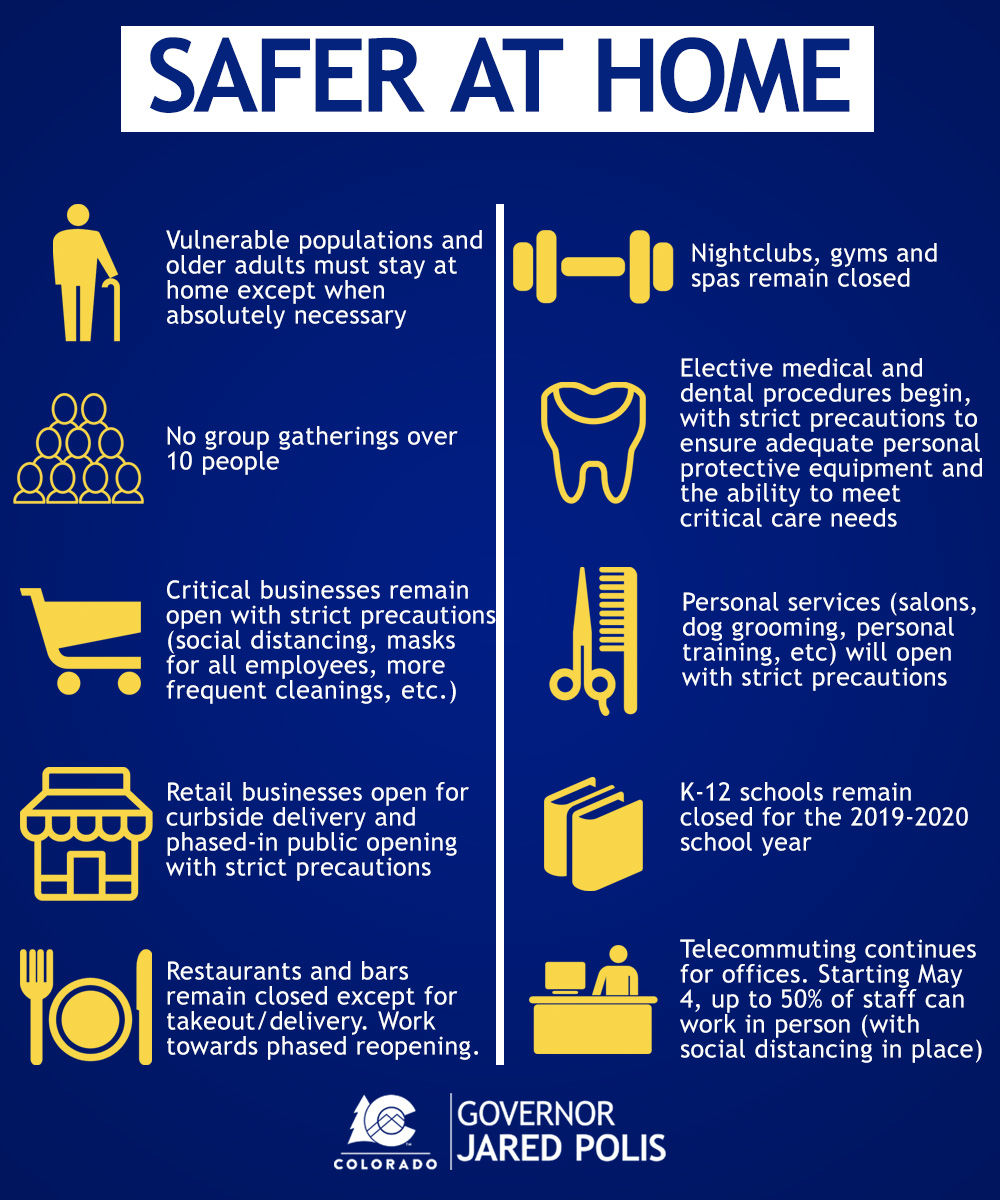 SAFER AT HOME
Vulnerable populations and
older adults must stay at
home except when
absolutely necessary
No group gatherings over
10 people
Critical businesses remain
open with strict precautions
(social distancing, masks
for all employees, more
frequent cleanings, etc.)
Retail businesses open for
curbside delivery and
phased-in public opening
with strict precautions
Restaurants and bars
remain closed except for
takeout/delivery. Work
towards phased reopening.
Nightclubs, gyms and
spas remain closed
Elective medical and
dental procedures begin,
with strict precautions to
ensure adequate personal
protective equipment and
the ability to meet
critical care needs
Personal services (salons,
dog grooming, personal
training, etc) will open
with strict precautions
K-12 schools remain
closed for the 2019-2020
school year
Telecommuting continues
for offices. Starting May
4, up to 50% of staff can
work in person (with
social distancing in place)
C
TM
COLORADO
GOVERNOR
JARED POLIS